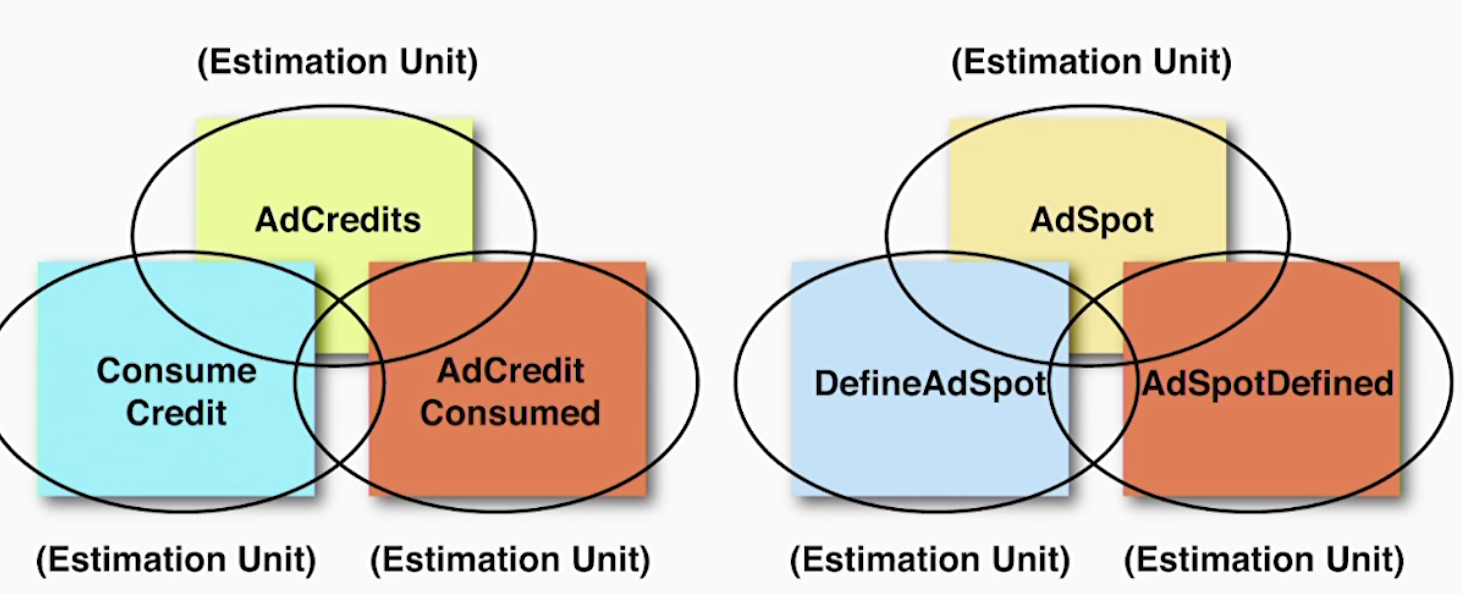 (Estimation Unit)
(Estimation Unit)
AdCredits
AdSpot
Consume
Credit
AdCredit
Consumed
DefineAdSpot
AdSpotDefined
(Estimation Unit)
(Estimation Unit)
(Estimation Unit)
(Estimation Unit)